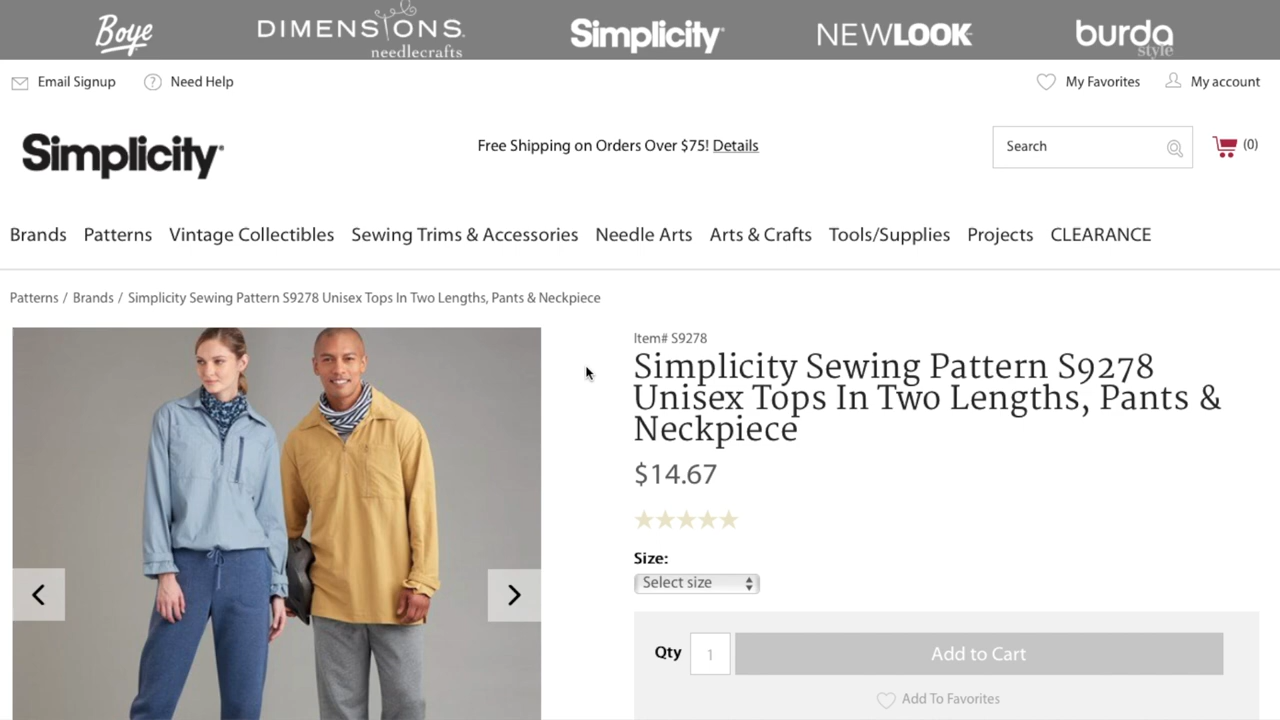 Boye
DIMENSIONS
needlecrafts
Simplicity
NEWLOOK
burda
style
Email Signup
Need Help
My Favorites
My account
Simplicity
Free Shipping on Orders Over $75! Details
Search
(0)
Brands Patterns Vintage Collectibles Sewing Trims & Accessories Needle Arts Arts & Crafts Tools/Supplies Projects CLEARANCE
Patterns / Brands / Simplicity Sewing Pattern S9278 Unisex Tops In Two Lengths, Pants & Neckpiece
Item# S9278
Simplicity Sewing Pattern S9278
Unisex Tops In Two Lengths, Pants &
Neckpiece
$14.67
Size:
Select size
Qty 1 Add to Cart
Add To Favorites